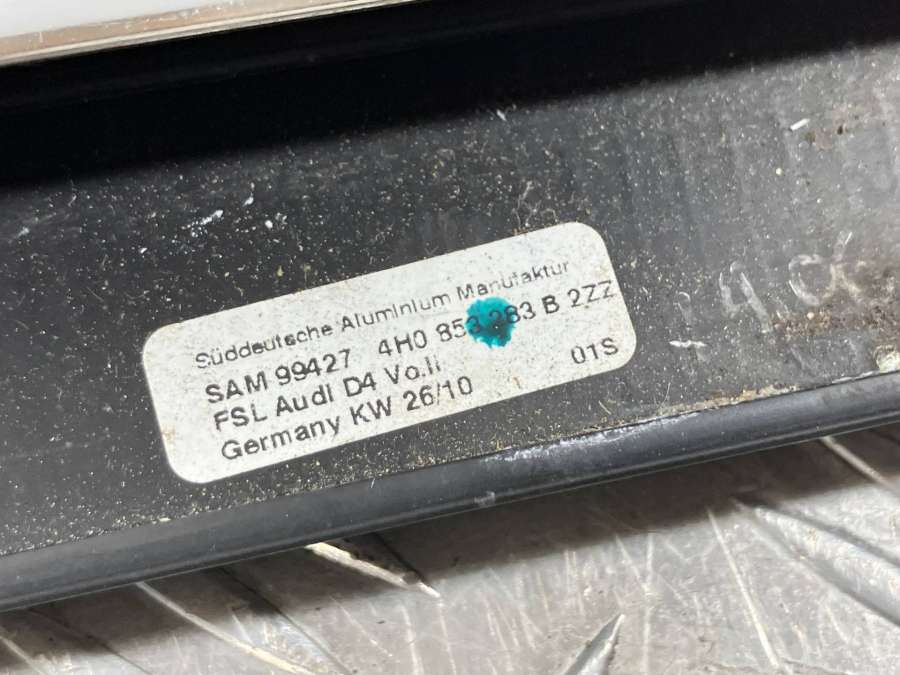 Süddeutsche Aluminium Manufaktur
SAM 99427 4H0 853 283 B 2ZZ
FSL Audi D4 Vo.li
Germany KW 26/10 01S